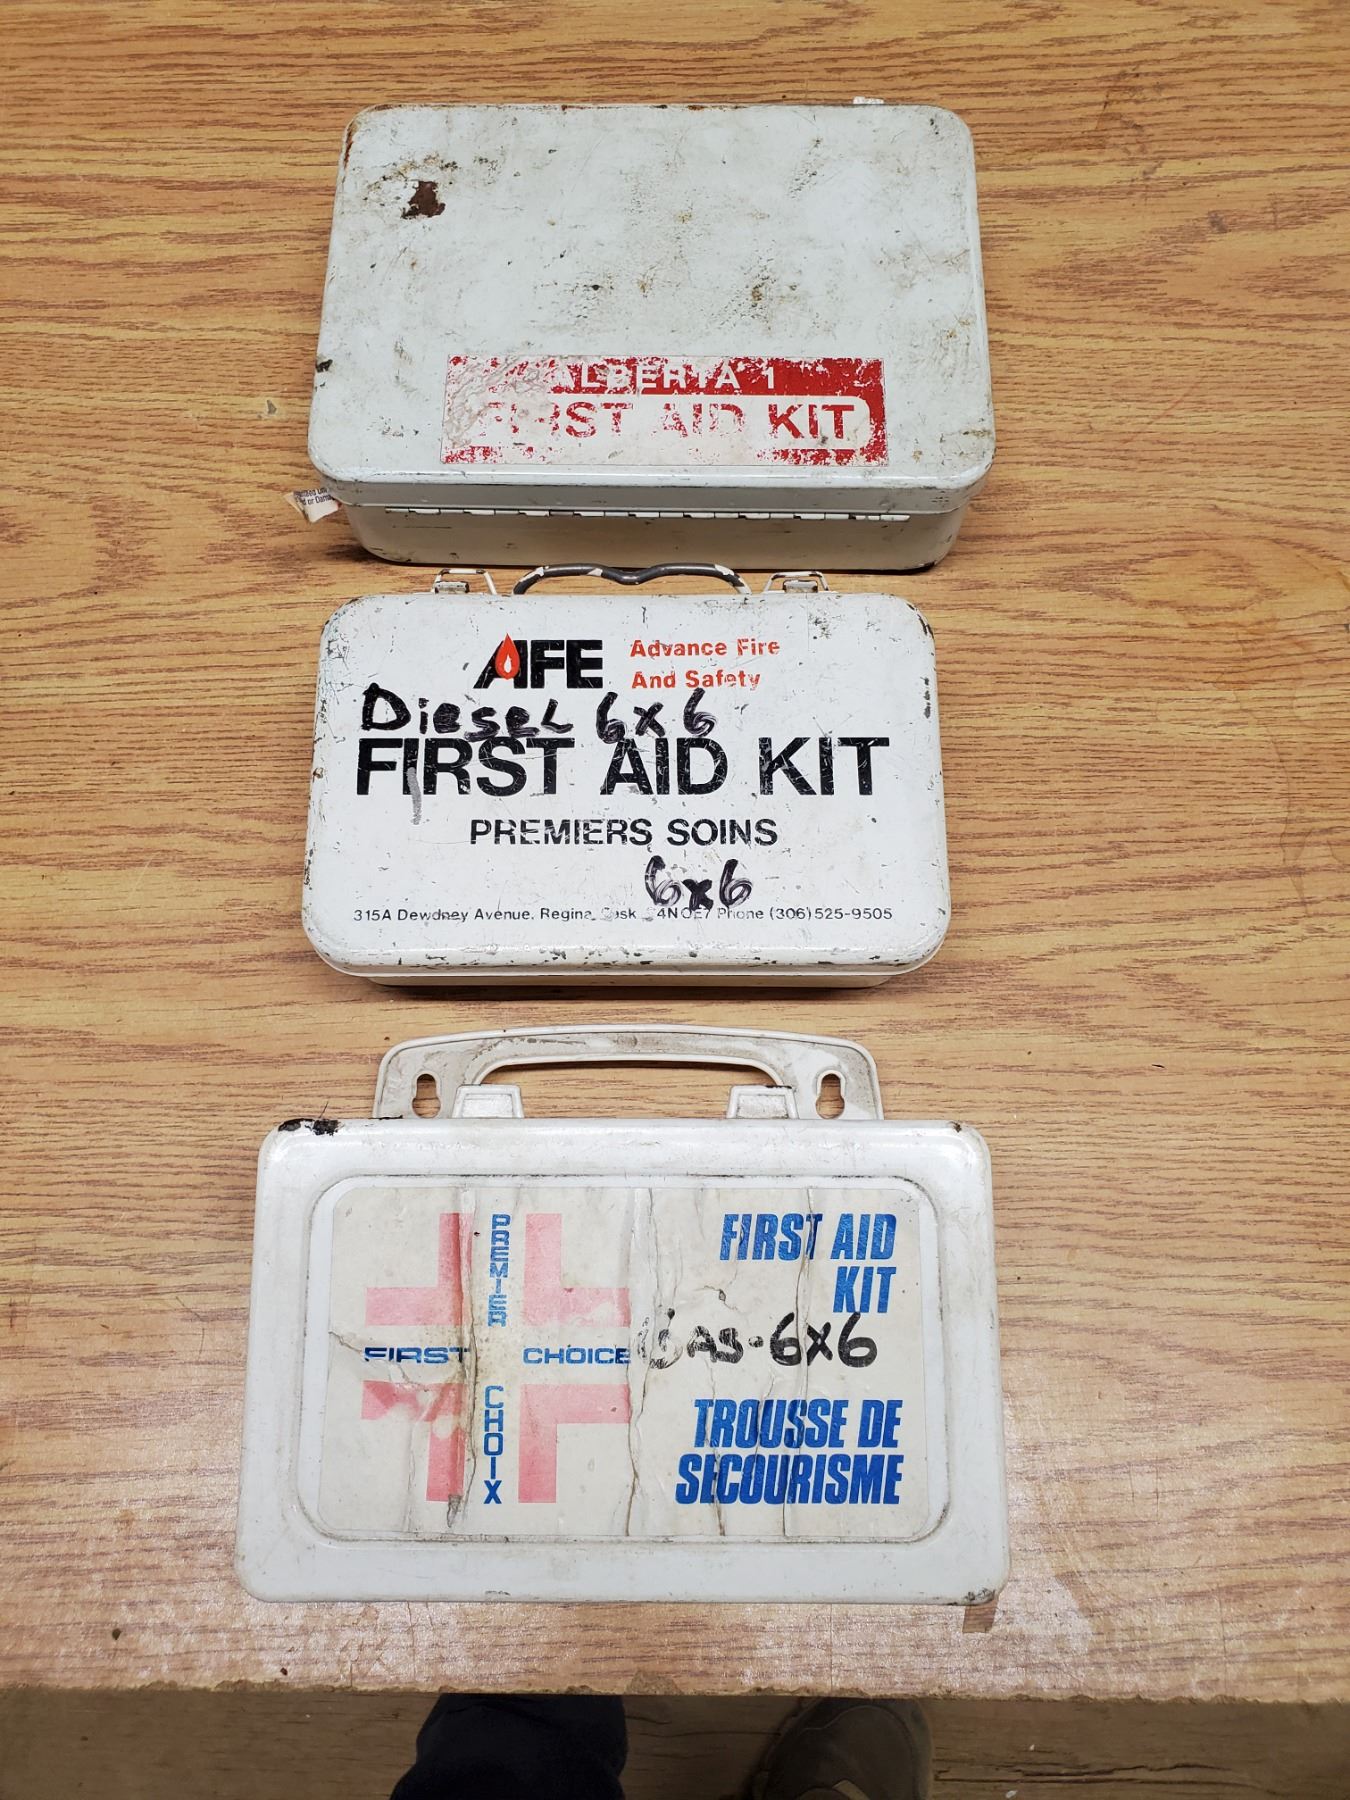 ALBERTA 1
FIRST AID KIT
AFE Advance Fire
And Safety
Diesel 6x6
FIRST AID KIT
PREMIERS SOINS
6x6
315A Dewdney Avenue, Regina, Sask. Phone (306) 525-9505
PREMIER
FIRST CHOICE
CHOIX
FIRST AID
KIT
GAS-6x6
TROUSSE DE
SECOURISME